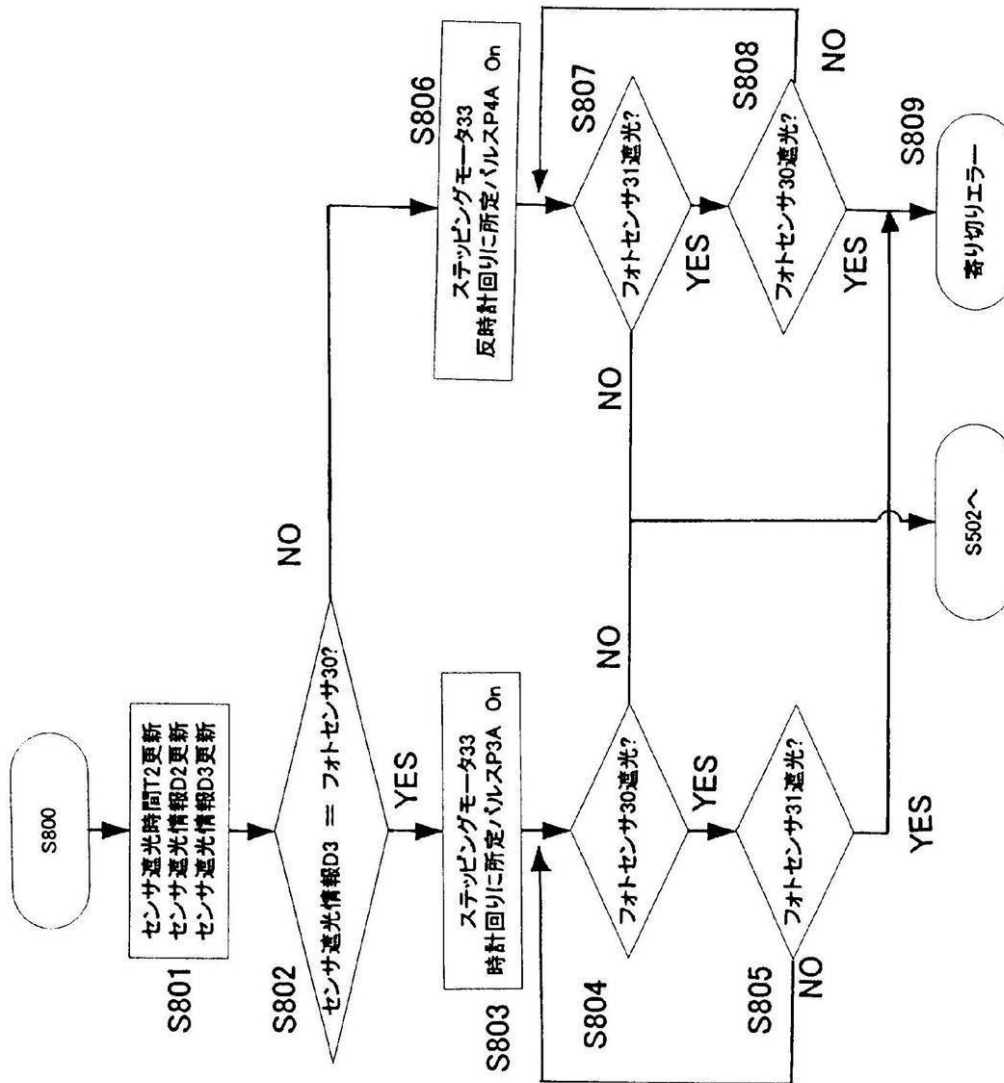 S800
S801
センサ遮光時間T2更新
センサ遮光情報D2更新
センサ遮光情報D3更新
S802
センサ遮光情報D3 == フォトセンサ30?
NO
YES
S803
ステッピングモータ33
時計回りに所定パルスP3A On
S804
フォトセンサ30遮光?
NO
YES
S805
フォトセンサ31遮光?
NO
YES
S806
ステッピングモータ33
反時計回りに所定パルスP4A On
S807
フォトセンサ31遮光?
NO
YES
S808
フォトセンサ30遮光?
NO
YES
S502へ
S809
寄り切りエラー